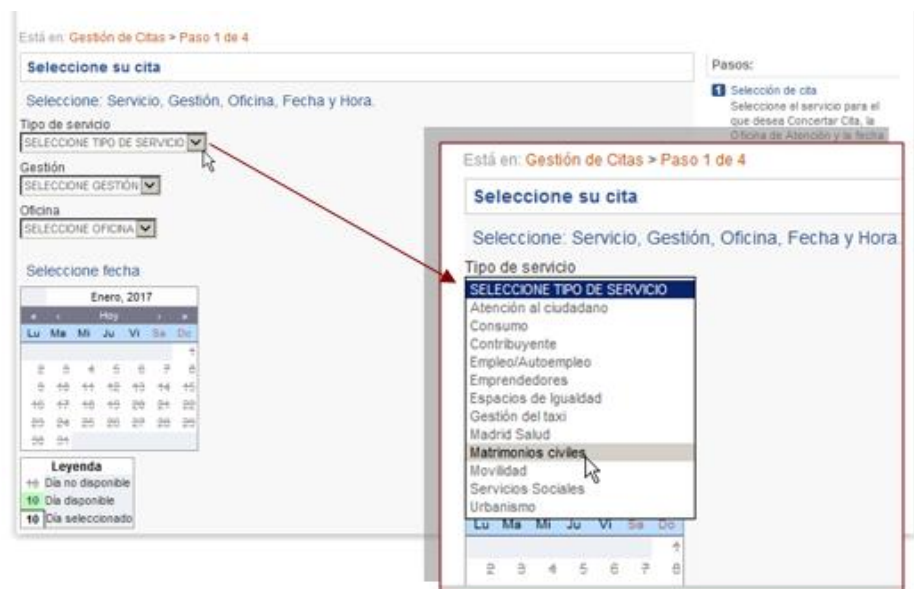 Está en: Gestión de Citas > Paso 1 de 4
Seleccione su cita
Seleccione: Servicio, Gestión, Oficina, Fecha y Hora.
Tipo de servicio
SELECCIONE TIPO DE SERVICIO
Gestión
SELECCIONE GESTIÓN
Oficina
SELECCIONE OFICINA
Seleccione fecha
Enero, 2017
« ‹ Hoy › »
Lu Ma Mi Ju Vi Sa Do
1
2 3 4 5 6 7 8
9 10 11 12 13 14 15
16 17 18 19 20 21 22
23 24 25 26 27 28 29
30 31
Leyenda
10 Día no disponible
10 Día disponible
10 Día seleccionado
Pasos:
1 Selección de cita
Seleccione el servicio para el
que desea Concertar Cita, la
Oficina de Atención y la fecha
Está en: Gestión de Citas > Paso 1 de 4
Seleccione su cita
Seleccione: Servicio, Gestión, Oficina, Fecha y Hora.
Tipo de servicio
SELECCIONE TIPO DE SERVICIO
Atención al ciudadano
Consumo
Contribuyente
Empleo/Autoempleo
Emprendedores
Espacios de Igualdad
Gestión del taxi
Madrid Salud
Matrimonios civiles
Movilidad
Servicios Sociales
Urbanismo
Lu Ma Mi Ju Vi Sa Do
1
2 3 4 5 6 7 8